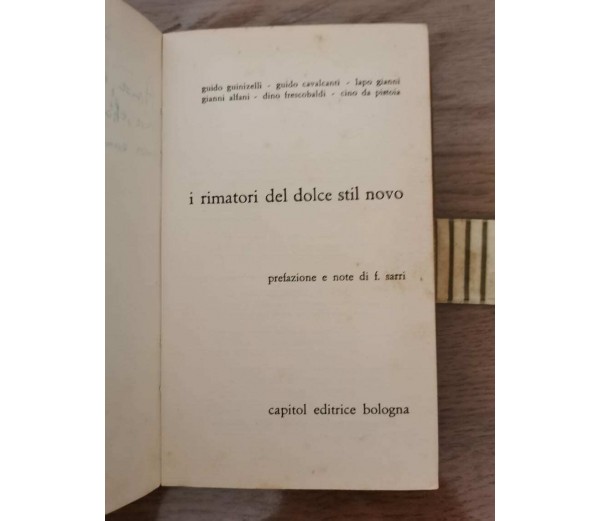 guido guinizelli - guido cavalcanti - lapo gianni
gianni alfani - dino frescobaldi - cino da pistoia
i rimatori del dolce stil novo
prefazione e note di f. sarri
capitol editrice bologna